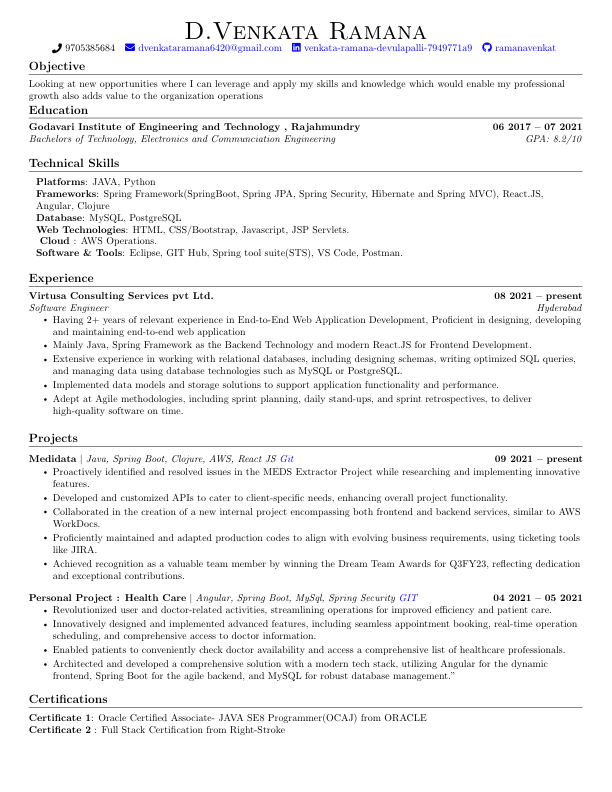 D.Venkata Ramana
9705385684 dvenkataramana6420@gmail.com venkata-ramana-devulapalli-7949771a9 ramanavenkat
Objective
Looking at new opportunities where I can leverage and apply my skills and knowledge which would enable my professional
growth also adds value to the organization operations
Education
Godavari Institute of Engineering and Technology , Rajahmundry 06 2017 – 07 2021
Bachelors of Technology, Electronics and Communciation Engineering GPA: 8.2/10
Technical Skills
Platforms: JAVA, Python
Frameworks: Spring Framework(SpringBoot, Spring JPA, Spring Security, Hibernate and Spring MVC), React.JS,
Angular, Clojure
Database: MySQL, PostgreSQL
Web Technologies: HTML, CSS/Bootstrap, Javascript, JSP Servlets.
Cloud : AWS Operations.
Software & Tools: Eclipse, GIT Hub, Spring tool suite(STS), VS Code, Postman.
Experience
Virtusa Consulting Services pvt Ltd. 08 2021 – present
Software Engineer Hyderabad
• Having 2+ years of relevant experience in End-to-End Web Application Development, Proficient in designing, developing
and maintaining end-to-end web application
• Mainly Java, Spring Framework as the Backend Technology and modern React.JS for Frontend Development.
• Extensive experience in working with relational databases, including designing schemas, writing optimized SQL queries,
and managing data using database technologies such as MySQL or PostgreSQL.
• Implemented data models and storage solutions to support application functionality and performance.
• Adept at Agile methodologies, including sprint planning, daily stand-ups, and sprint retrospectives, to deliver
high-quality software on time.
Projects
Medidata | Java, Spring Boot, Clojure, AWS, React JS Git 09 2021 – present
• Proactively identified and resolved issues in the MEDS Extractor Project while researching and implementing innovative
features.
• Developed and customized APIs to cater to client-specific needs, enhancing overall project functionality.
• Collaborated in the creation of a new internal project encompassing both frontend and backend services, similar to AWS
WorkDocs.
• Proficiently maintained and adapted production codes to align with evolving business requirements, using ticketing tools
like JIRA.
• Achieved recognition as a valuable team member by winning the Dream Team Awards for Q3FY23, reflecting dedication
and exceptional contributions.
Personal Project : Health Care | Angular, Spring Boot, MySql, Spring Security GIT 04 2021 – 05 2021
• Revolutionized user and doctor-related activities, streamlining operations for improved efficiency and patient care.
• Innovatively designed and implemented advanced features, including seamless appointment booking, real-time operation
scheduling, and comprehensive access to doctor information.
• Enabled patients to conveniently check doctor availability and access a comprehensive list of healthcare professionals.
• Architected and developed a comprehensive solution with a modern tech stack, utilizing Angular for the dynamic
frontend, Spring Boot for the agile backend, and MySQL for robust database management.”
Certifications
Certificate 1: Oracle Certified Associate- JAVA SE8 Programmer(OCAJ) from ORACLE
Certificate 2 : Full Stack Certification from Right-Stroke